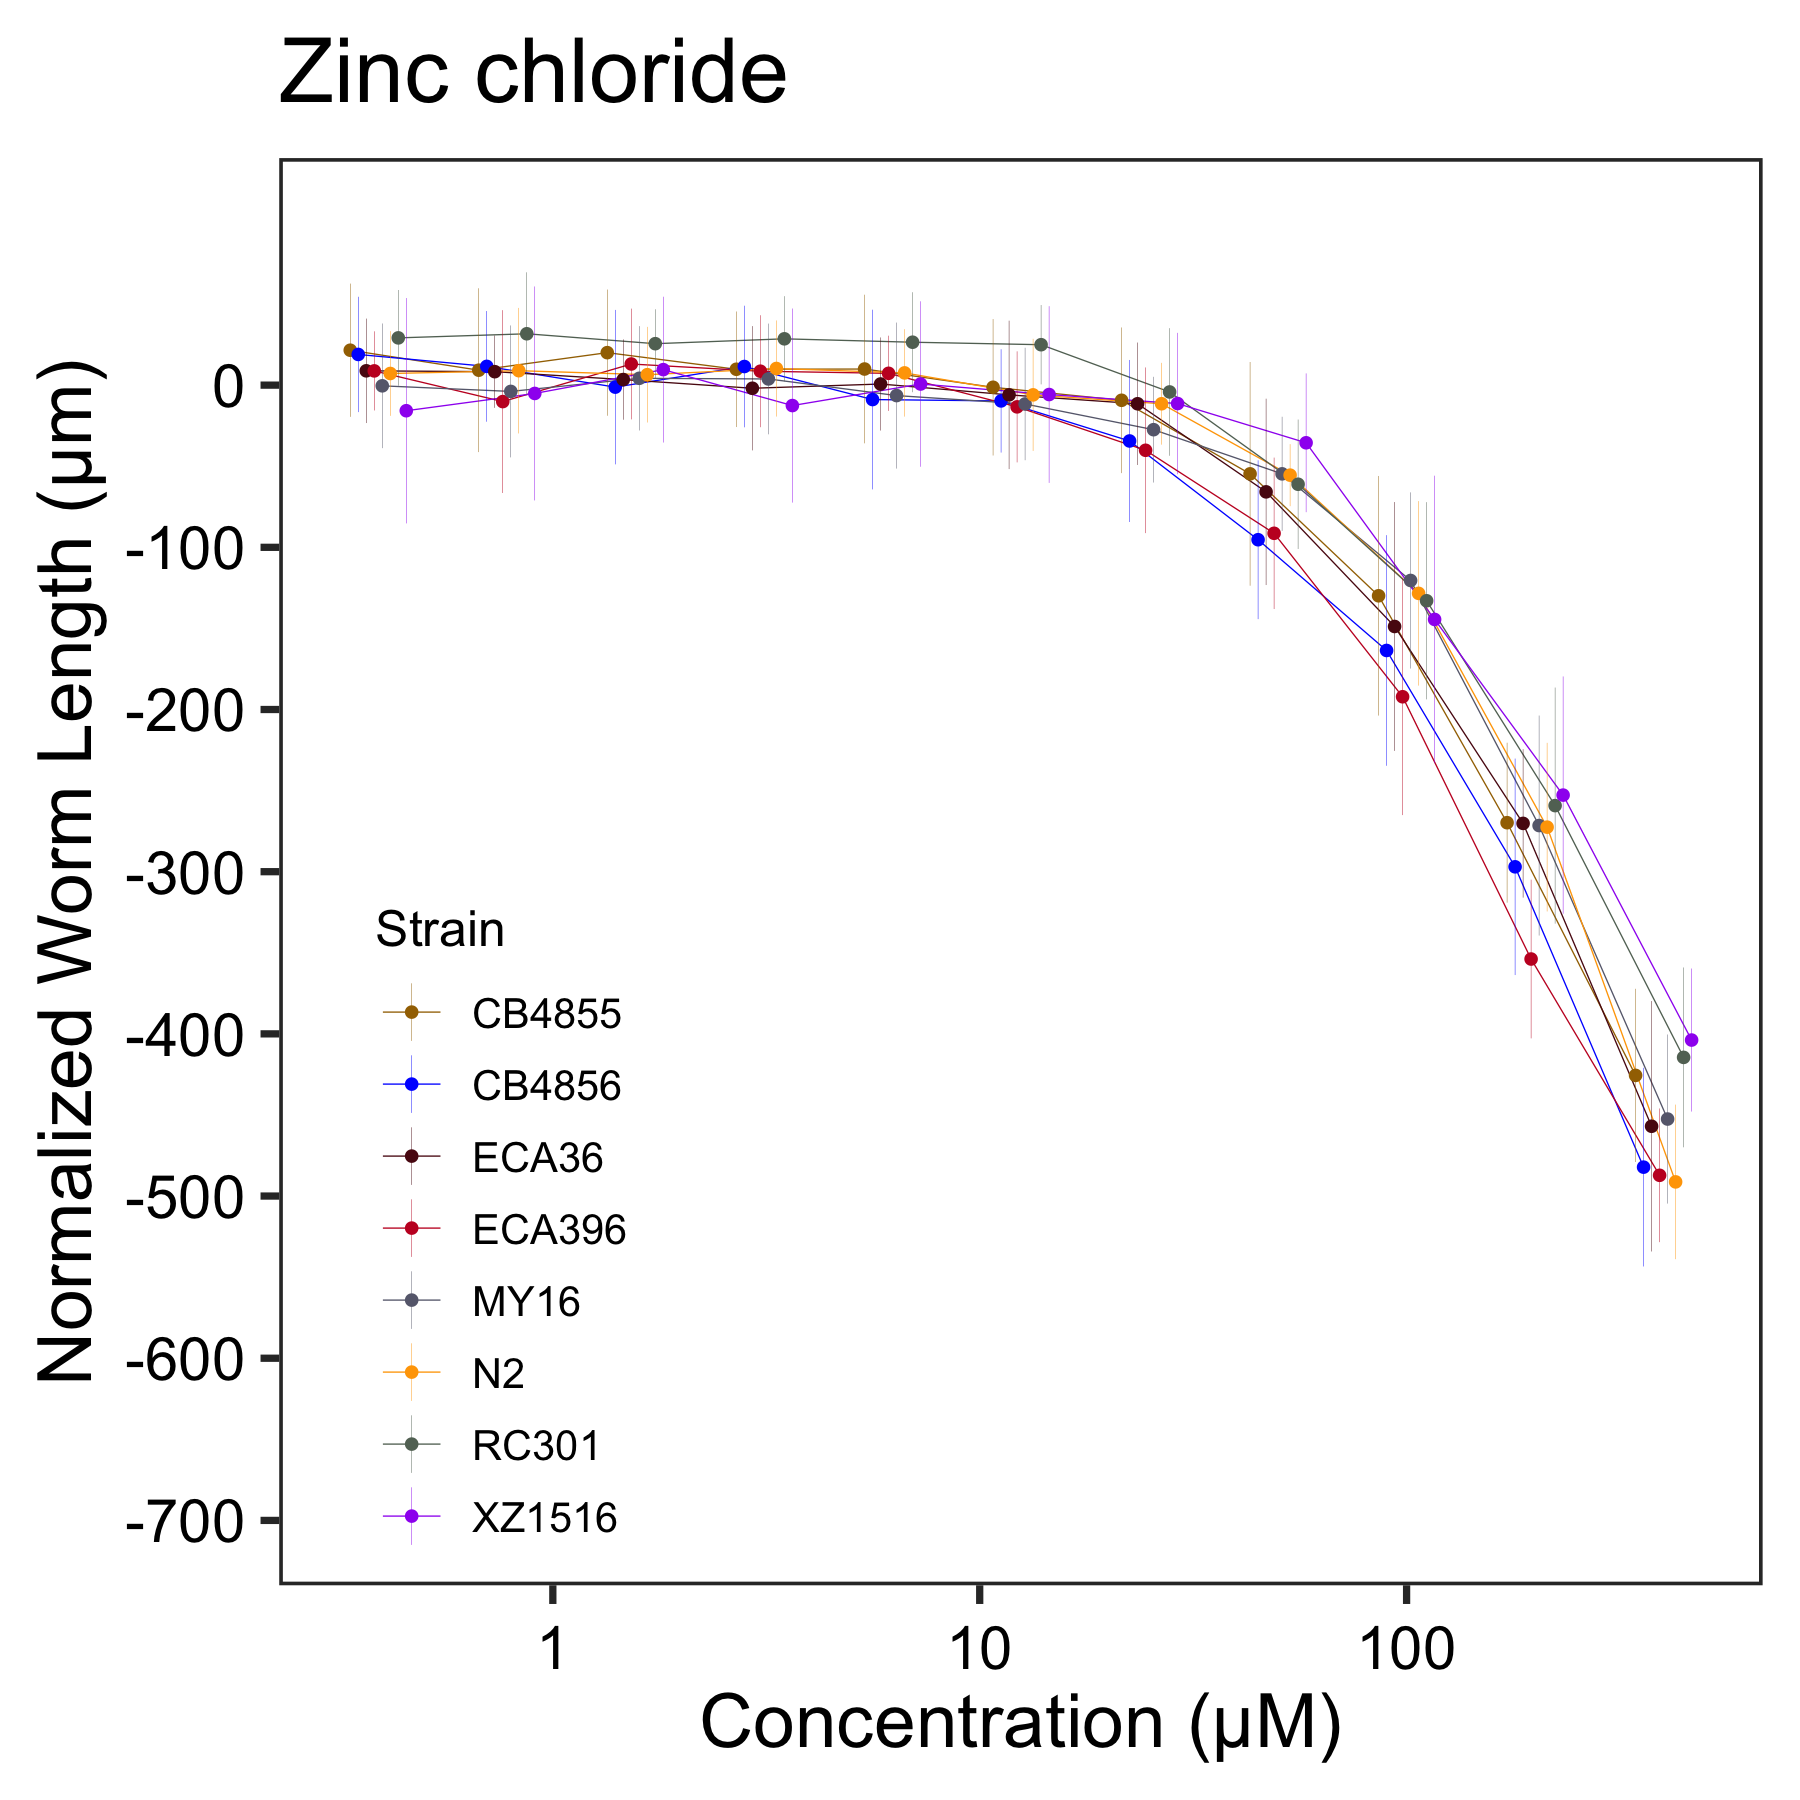 Zinc chloride
Normalized Worm Length (µm)
0
-100
-200
-300
-400
-500
-600
-700
Strain
CB4855
CB4856
ECA36
ECA396
MY16
N2
RC301
XZ1516
1
10
100
Concentration (µM)